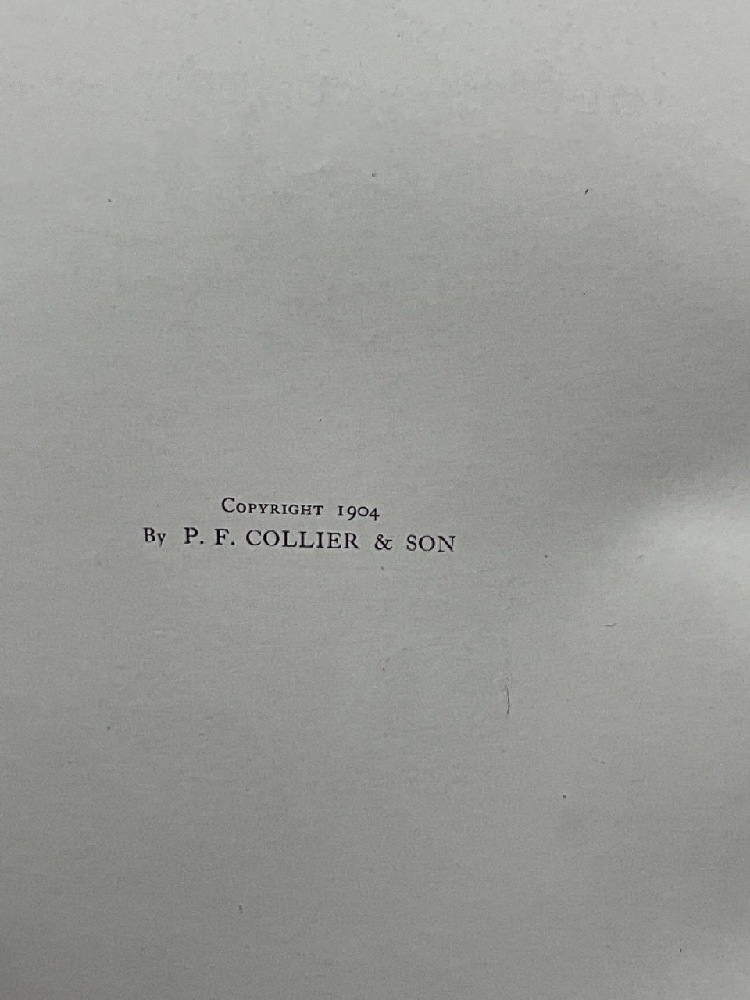 Copyright 1904
By P. F. COLLIER & SON